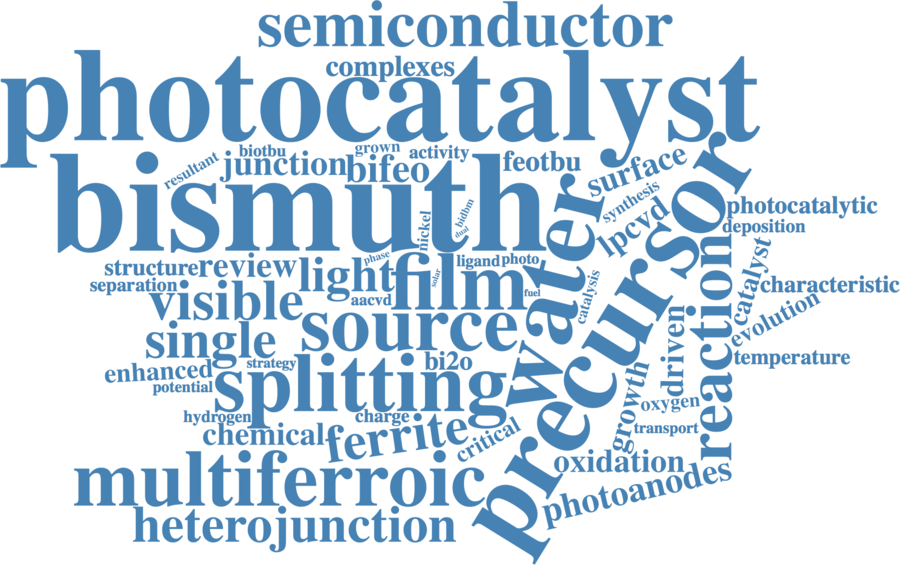 semiconductor
complexes
photocatalyst
resultant
biotbu
junction
grown
bifeo
activity
feotbu
bismuth
nickel
bidbm
dual
water
surface
synthesis
lpcvd
precursor
photocatalytic
deposition
structure
review
separation
light
phase
film
solar
ligand
photo
fuel
catalysis
reaction
catalyst
characteristic
visible
aacvd
source
evolution
single
driven
temperature
enhanced
strategy
bi2o
potential
splitting
growth
oxygen
hydrogen
charge
transport
chemical
ferrite
critical
oxidation
multiferroic
photoanodes
heterojunction